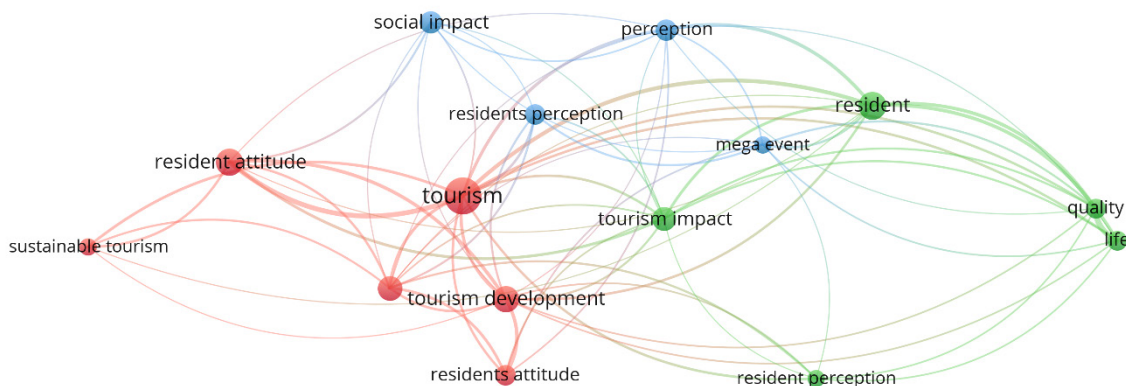 social impact
perception
residents perception
resident
mega event
resident attitude
tourism
tourism impact
quality
life
sustainable tourism
tourism development
residents attitude
resident perception